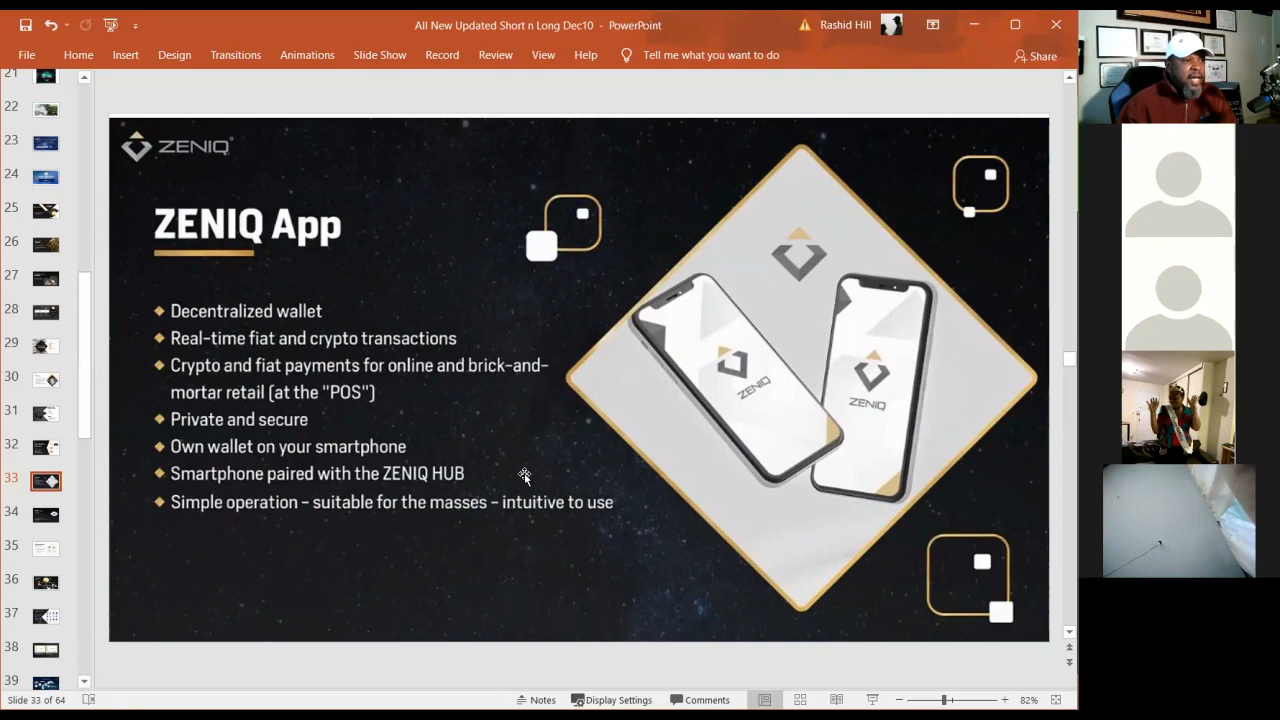 All New Updated Short n Long Dec10 - PowerPoint
Rashid Hill
File Home Insert Design Transitions Animations Slide Show Record Review View Help Tell me what you want to do
Share
21
22
23
24
25
26
27
28
29
30
31
32
33
34
35
36
37
38
39
ZENIQ
ZENIQ App
Decentralized wallet
Real-time fiat and crypto transactions
Crypto and fiat payments for online and brick-and-
mortar retail (at the "POS")
Private and secure
Own wallet on your smartphone
Smartphone paired with the ZENIQ HUB
Simple operation - suitable for the masses - intuitive to use
ZENIQ
ZENIQ
Slide 33 of 64
Notes Display Settings Comments
82%